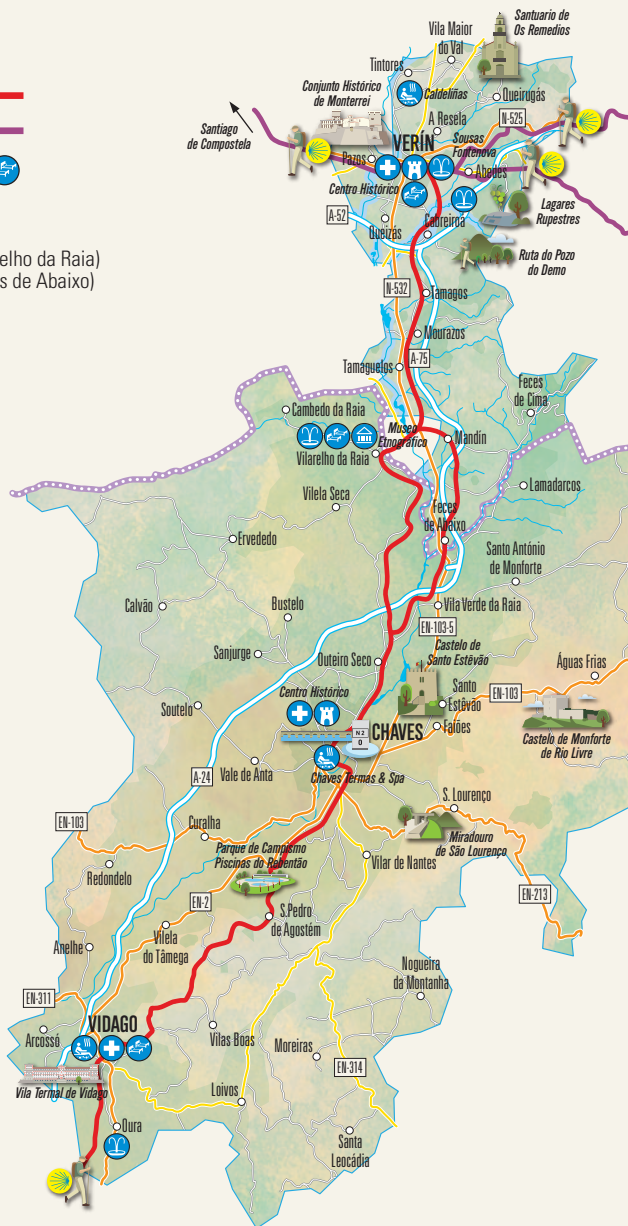 Santuario de
Os Remedios
Vila Maior
do Val
Tintores
Conjunto Histórico
de Monterrei
Caldeliñas
Queirugás
A Resela
N-525
Santiago
de Compostela
VERÍN
Sousas
Fontenova
Pazos
Abedes
Centro Histórico
Lagares
Rupestres
A-52
Queizás
Cabreiroá
elho da Raia)
s de Abaixo)
Ruta do Pozo
do Demo
N-532
Tamagos
Mourazos
A-75
Tamaguelos
Feces
de Cima
Cambedo da Raia
Museo
Etnográfico
Mandín
Vilarelho da Raia
Vilela Seca
Lamadarcos
Feces
de Abaixo
Ervededo
Santo António
de Monforte
Calvão
Bustelo
Vila Verde da Raia
EN-103-5
Sanjurge
Outeiro Seco
Castelo de
Santo Estêvão
Águas Frias
Centro Histórico
Santo
Estêvão
EN-103
Soutelo
N 2
0
CHAVES
Faiões
Castelo de Monforte
de Rio Livre
A-24
Vale de Anta
Chaves Termas & Spa
S. Lourenço
EN-103
Curalha
Miradouro
de São Lourenço
Parque de Campismo
Piscinas do Rebentão
Vilar de Nantes
Redondelo
EN-2
EN-213
S.Pedro
de Agostém
Anelhe
Vilela
do Tâmega
Nogueira
da Montanha
EN-311
VIDAGO
Arcossó
Vilas Boas
Moreiras
EN-314
Vila Termal de Vidago
Loivos
Oura
Santa
Leocádia